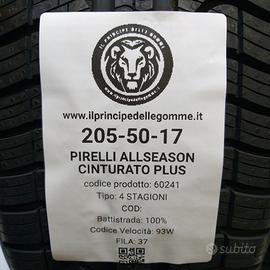 IL PRINCIPE DELLE GOMME
www.ilprincipedellegomme.it
www.ilprincipedellegomme.it
205-50-17
PIRELLI ALLSEASON
CINTURATO PLUS
codice prodotto: 60241
Tipo: 4 STAGIONI
COD:
Battistrada: 100%
Codice Velocità: 93W
FILA: 37
subito